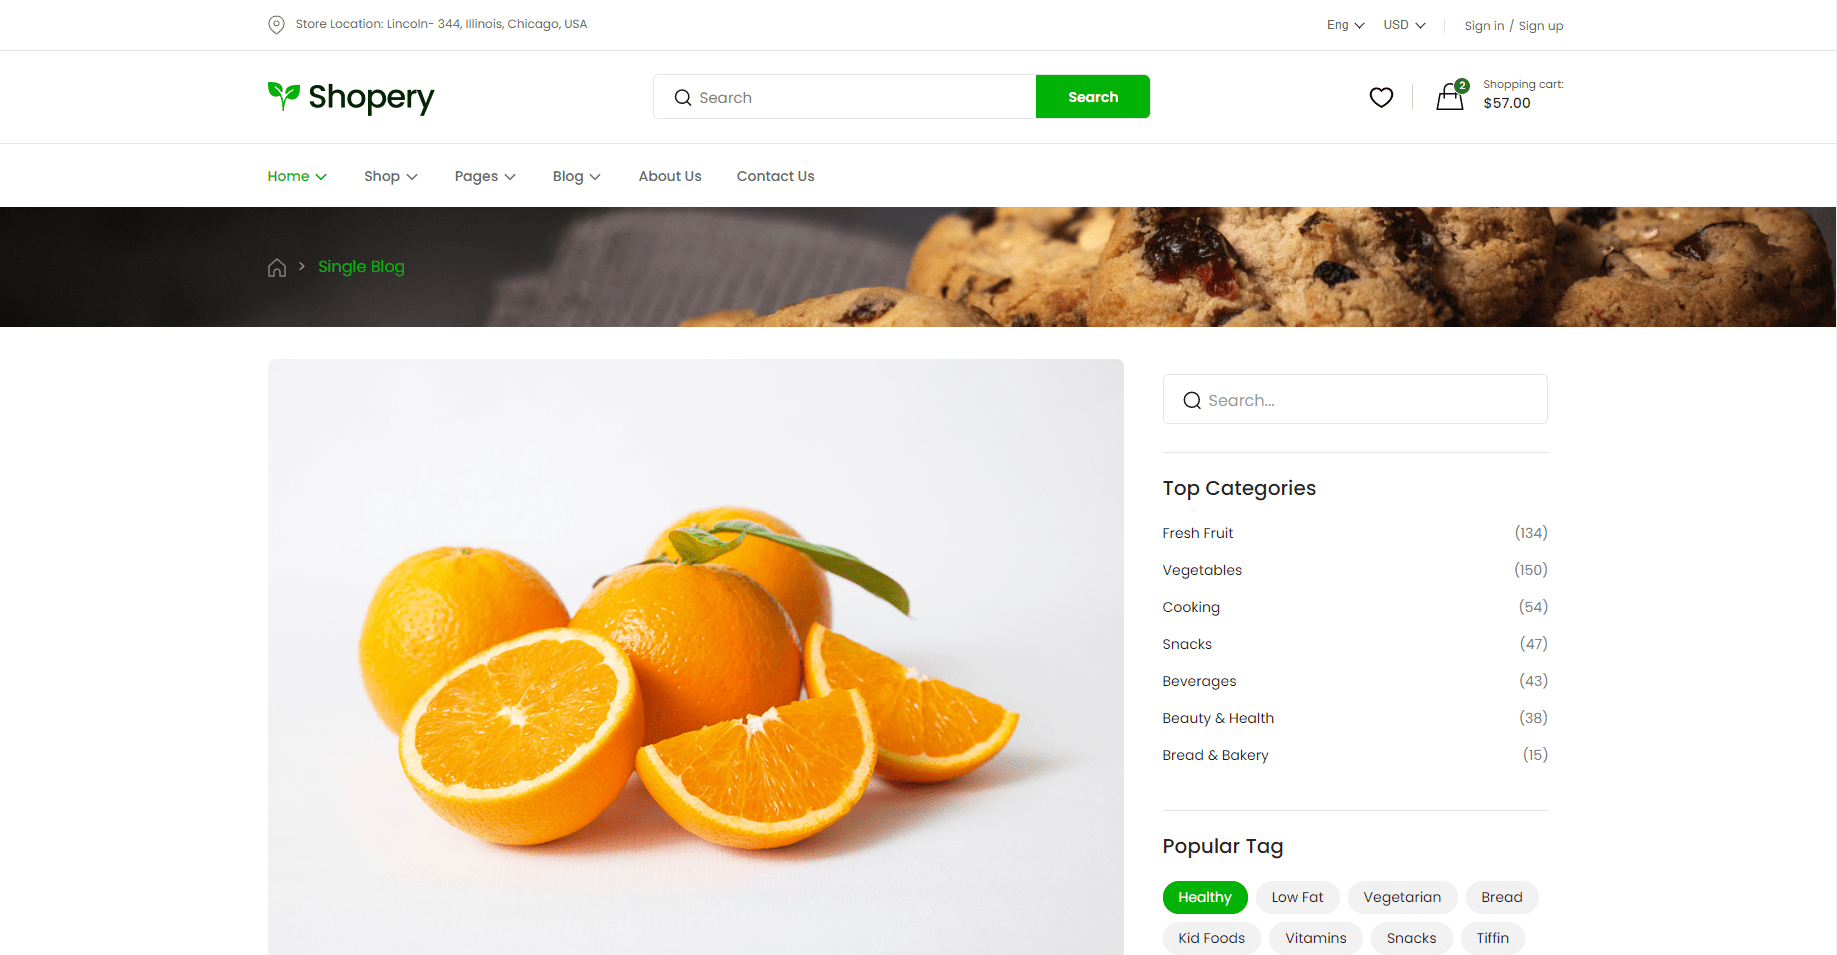 Store Location: Lincoln- 344, Illinois, Chicago, USA
Eng USD Sign in / Sign up
Shopery
Search
Search
2
Shopping cart:
$57.00
Home Shop Pages Blog About Us Contact Us
> Single Blog
Search...
Top Categories
Fresh Fruit (134)
Vegetables (150)
Cooking (54)
Snacks (47)
Beverages (43)
Beauty & Health (38)
Bread & Bakery (15)
Popular Tag
Healthy Low Fat Vegetarian Bread
Kid Foods Vitamins Snacks Tiffin